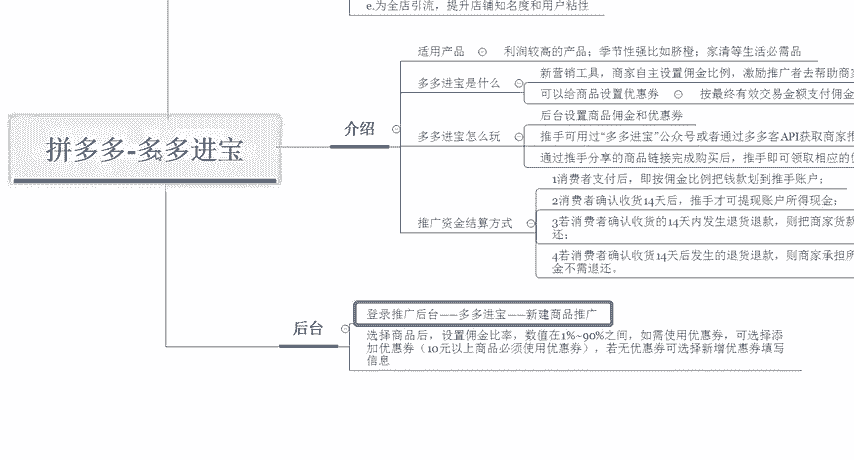 e.为全店引流，提升店铺知名度和用户粘性
适用产品
利润较高的产品；季节性强比如脐橙；家清等生活必需品
多多进宝是什么
新营销工具，商家自主设置佣金比例，激励推广者去帮助商家
可以给商品设置优惠券
按最终有效交易金额支付佣金
介绍
多多进宝怎么玩
后台设置商品佣金和优惠券
推手可用过“多多进宝”公众号或者通过多多客API获取商家推
通过推手分享的商品链接完成购买后，推手即可领取相应的
拼多多-多多进宝
推广资金结算方式
1消费者支付后，即按佣金比例把钱款划到推手账户；
2消费者确认收货14天后，推手才可提现账户所得现金；
3若消费者确认收货的14天内发生退货退款，则把商家货款
还；
4若消费者确认收货14天后发生的退货退款，则商家承担所
金不需退还。
后台
登录推广后台——多多进宝——新建商品推广
选择商品后，设置佣金比率，数值在1%~90%之间，如需使用优惠券，可选择添
加优惠券（10元以上商品必须使用优惠券），若无优惠券可选择新增优惠券填写
信息